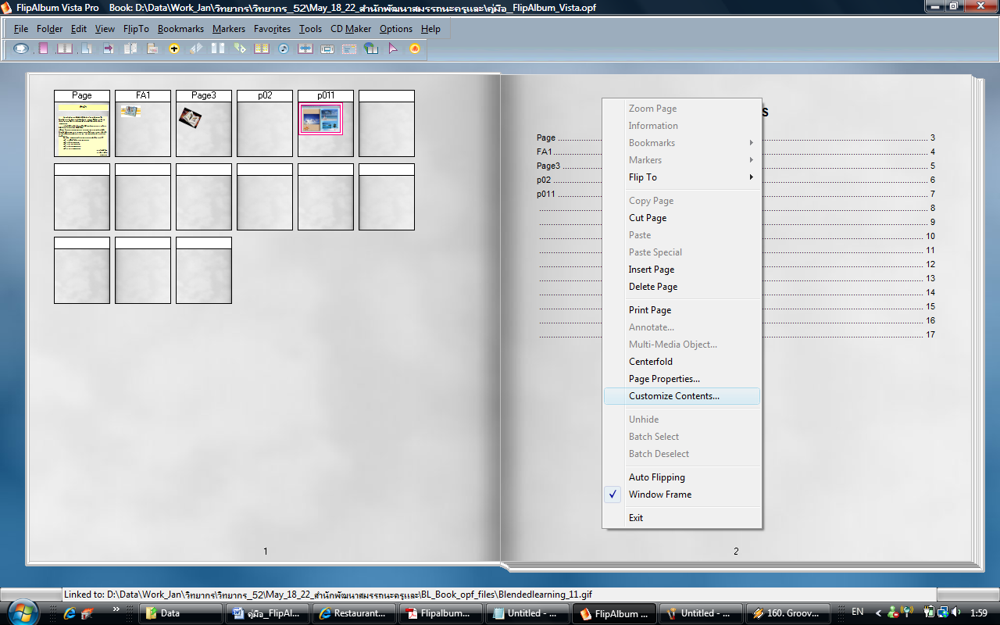 FlipAlbum Vista Pro Book: D:\Data\Work_Jan\วิทยากร\วิทยากร_52\May_18_22_สำนักพัฒนาสมรรถนะครูและ\คู่มือ_FlipAlbum_Vista.opf
File Folder Edit View FlipTo Bookmarks Markers Favorites Tools CD Maker Options Help
Page FA1 Page3 p02 p011
s
Page 3
FA1 4
Page3 5
p02 6
p011 7
8
9
10
11
12
13
14
15
16
17
Zoom Page
Information
Bookmarks
Markers
Flip To
Copy Page
Cut Page
Paste
Paste Special
Insert Page
Delete Page
Print Page
Annotate...
Multi-Media Object...
Centerfold
Page Properties...
Customize Contents...
Unhide
Batch Select
Batch Deselect
Auto Flipping
Window Frame
Exit
1 2
Linked to: D:\Data\Work_Jan\วิทยากร\วิทยากร_52\May_18_22_สำนักพัฒนาสมรรถนะครูและ\BL_Book_opf_files\Blendedlearning_11.gif
Data คู่มือ_FlipAl... Restaurant... Flipalbum... Untitled - ... FlipAlbum ... Untitled - ... 160. Groov... EN 1:59